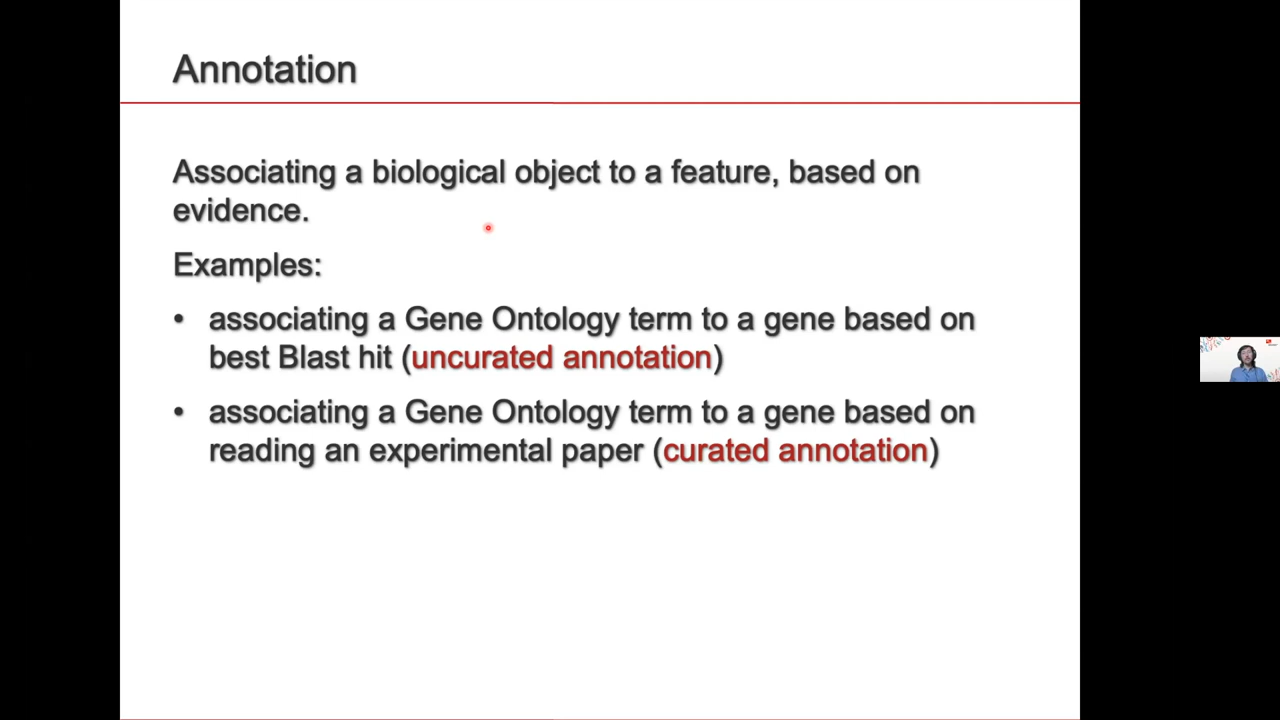 Annotation
Associating a biological object to a feature, based on
evidence.
Examples:
• associating a Gene Ontology term to a gene based on
best Blast hit (uncurated annotation)
• associating a Gene Ontology term to a gene based on
reading an experimental paper (curated annotation)